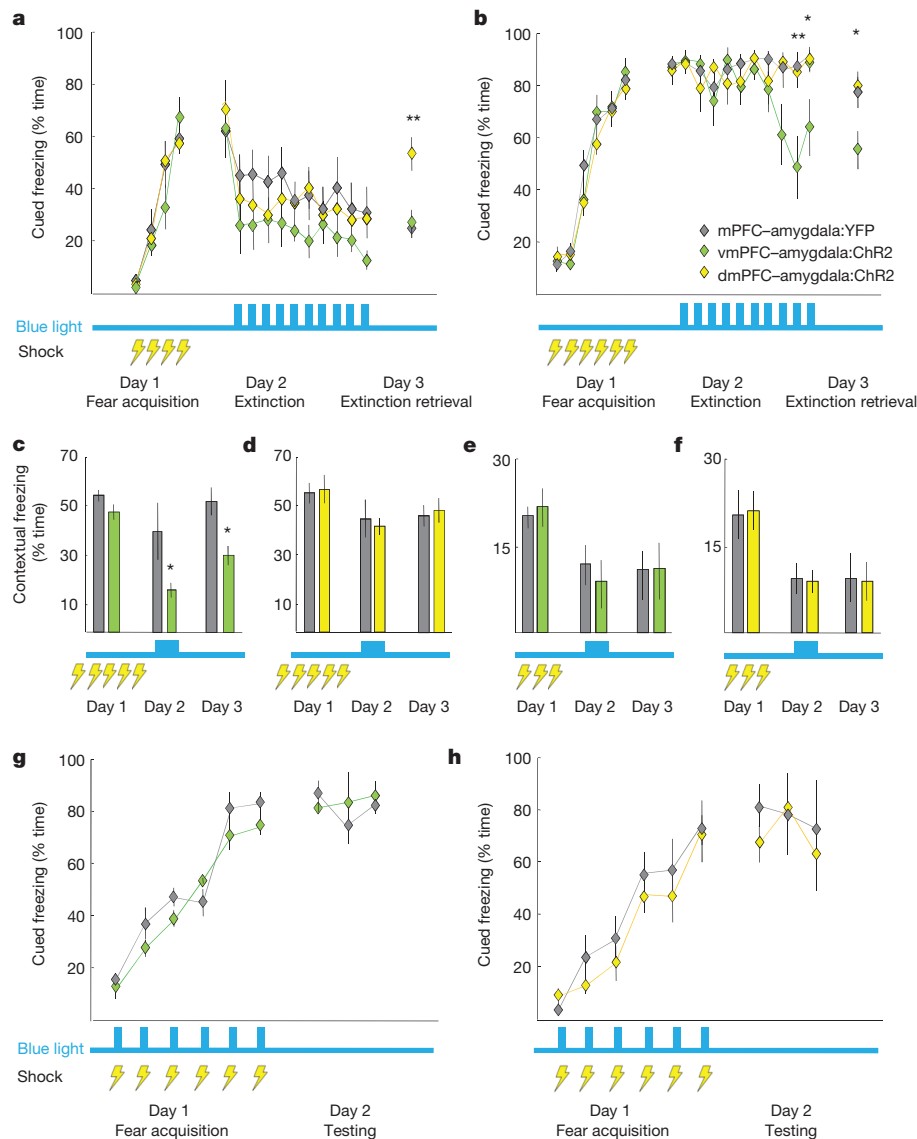 a
Cued freezing (% time)
100
80
60
40
20
**
Blue light
Shock
Day 1
Fear acquisition
Day 2
Extinction
Day 3
Extinction retrieval
b
Cued freezing (% time)
100
80
60
40
20
*
**
*
mPFC–amygdala:YFP
vmPFC–amygdala:ChR2
dmPFC–amygdala:ChR2
Day 1
Fear acquisition
Day 2
Extinction
Day 3
Extinction retrieval
c
Contextual freezing
(% time)
70
50
30
10
*
*
Day 1 Day 2 Day 3
d
70
50
30
10
Day 1 Day 2 Day 3
e
30
15
Day 1 Day 2 Day 3
f
30
15
Day 1 Day 2 Day 3
g
Cued freezing (% time)
100
80
60
40
20
Blue light
Shock
Day 1
Fear acquisition
Day 2
Testing
h
Cued freezing (% time)
100
80
60
40
20
Day 1
Fear acquisition
Day 2
Testing